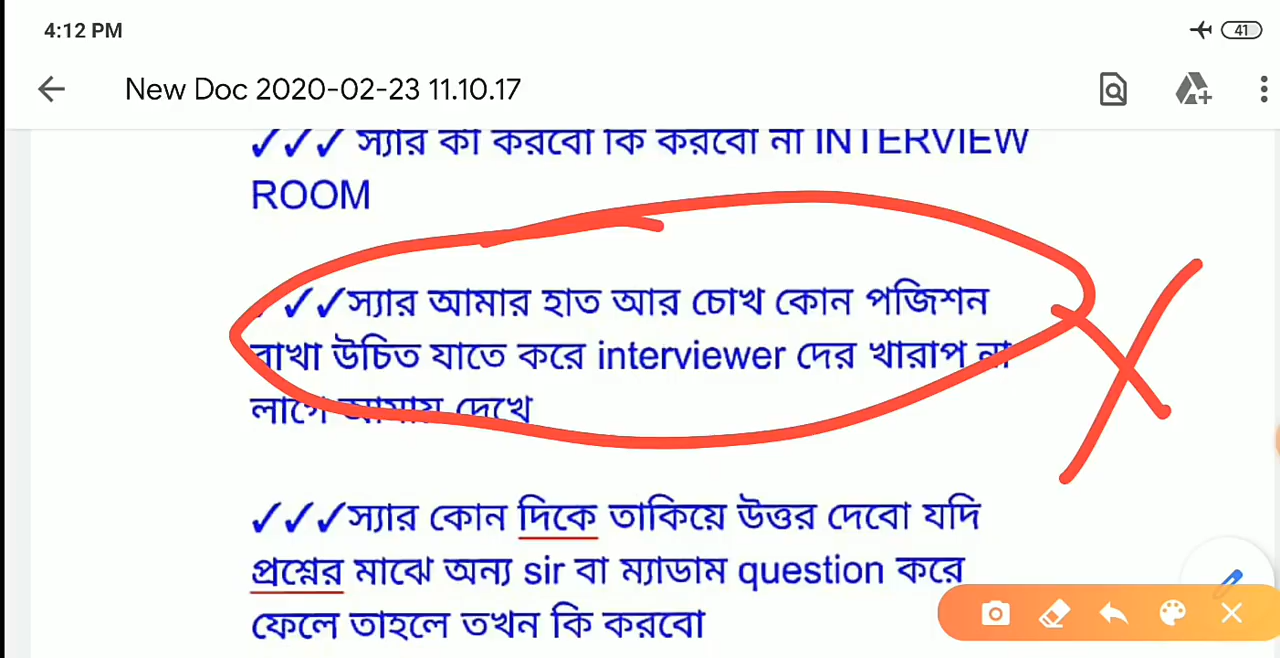 4:12 PM
41
New Doc 2020-02-23 11.10.17
✓✓✓ স্যার কী করবো কি করবো না INTERVIEW
ROOM
✓✓স্যার আমার হাত আর চোখ কোন পজিশন
রাখা উচিত যাতে করে interviewer দের খারাপ না
লাগে আমায় দেখে
✓✓✓স্যার কোন দিকে তাকিয়ে উত্তর দেবো যদি
প্রশ্নের মাঝে অন্য sir বা ম্যাডাম question করে
ফেলে তাহলে তখন কি করবো